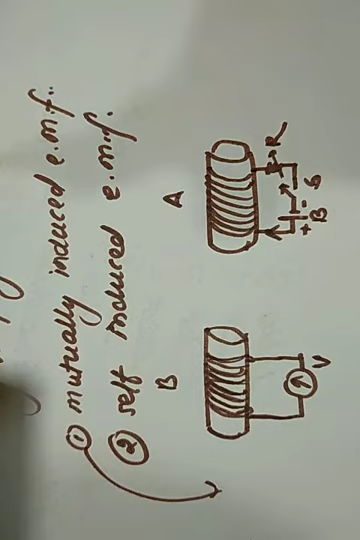 ① mutually induced e.m.f.
② self induced e.m.f.
B
A
V
+
B
-
S
R